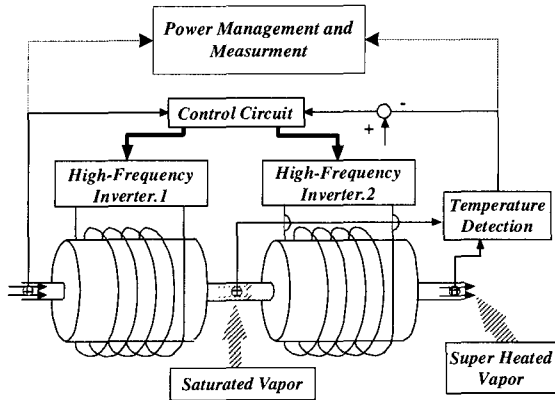 Power Management and
Measurment
Control Circuit
-
+
High-Frequency
Inverter.1
High-Frequency
Inverter.2
Temperature
Detection
Saturated Vapor
Super Heated
Vapor